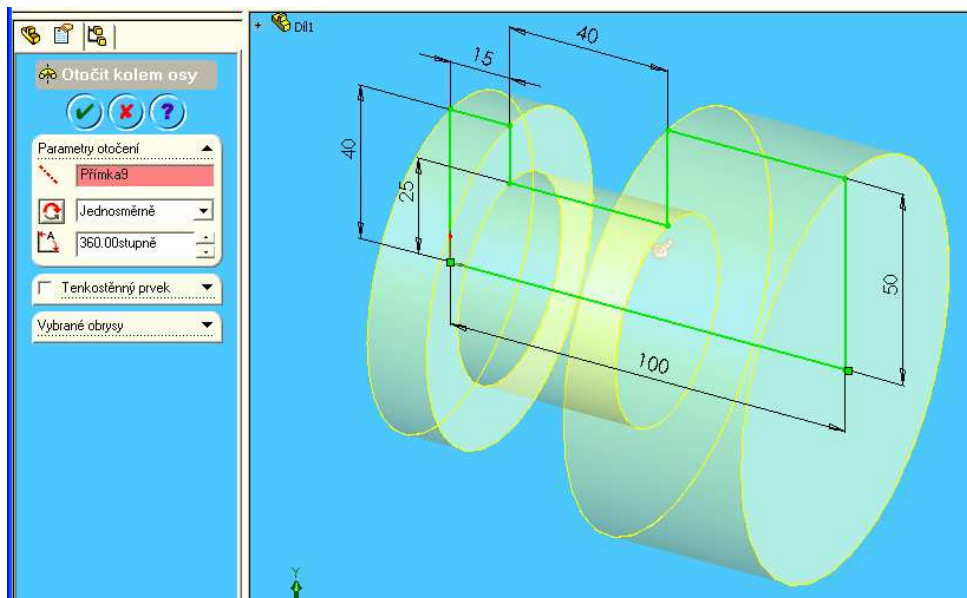 Díl1
Otočit kolem osy
Parametry otočení
Přímka9
Jednosměrně
A
360.00stupně
Tenkostěnný prvek
Vybrané obrysy
40
15
40
25
50
100
Y